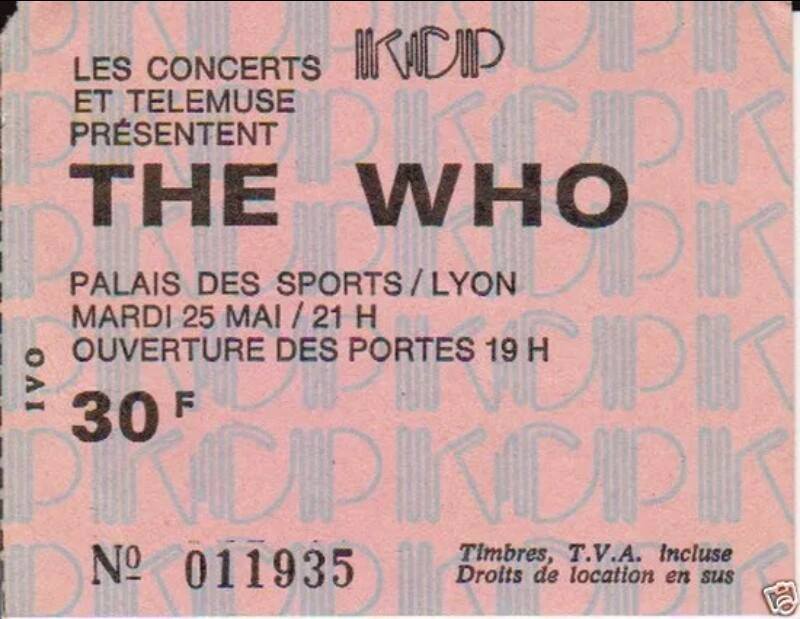 LES CONCERTS KCP
ET TELEMUSE
PRÉSENTENT
THE WHO
PALAIS DES SPORTS / LYON
MARDI 25 MAI / 21 H
OUVERTURE DES PORTES 19 H
30 F
IVO
Nº 011935
Timbres, T.V.A. incluse
Droits de location en sus